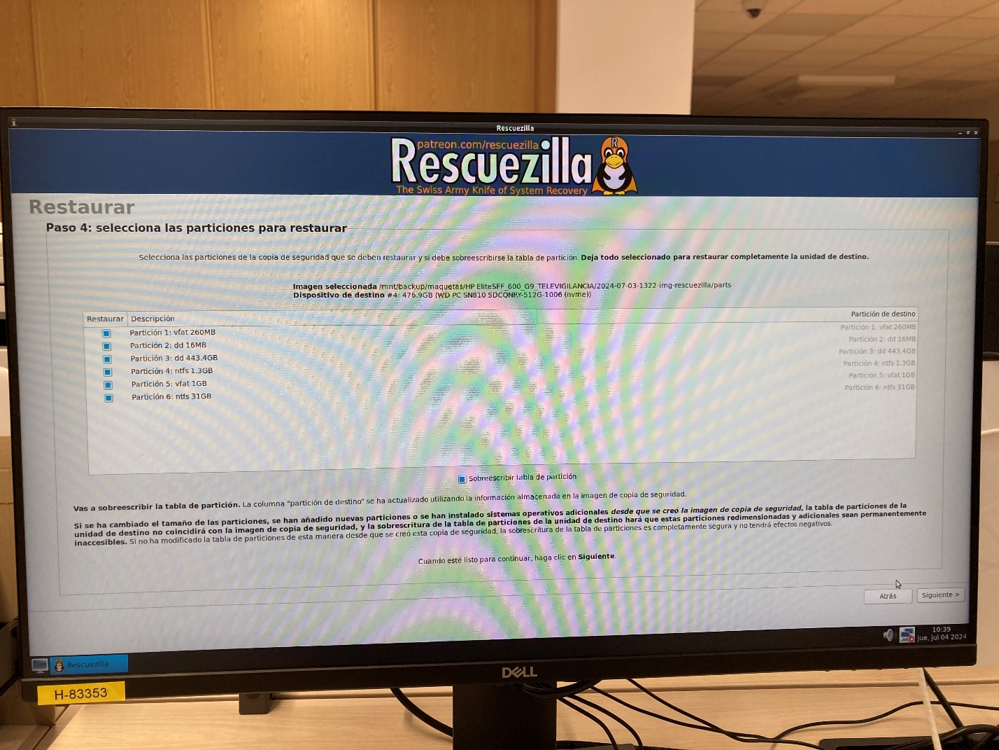 Rescuezilla
patreon.com/rescuezilla
Rescuezilla
R
The Swiss Army Knife of System Recovery
Restaurar
Paso 4: selecciona las particiones para restaurar
Selecciona las particiones de la copia de seguridad que se deben restaurar y si debe sobreescribirse la tabla de partición. Deja todo seleccionado para restaurar completamente la unidad de destino.
Imagen seleccionada /mnt/backup/maquetas/HP EliteSFF_600_G9_TELEVIGILANCIA/2024-07-03-1322-img-rescuezilla/parts
Dispositivo de destino #4: 476.9GB (WD PC SN810 SDCQNRY-512G-1006 (nvme))
Restaurar Descripción Partición de destino
Partición 1: vfat 260MB Partición 1: vfat 260MB
Partición 2: dd 16MB Partición 2: dd 16MB
Partición 3: dd 443.4GB Partición 3: dd 443.4GB
Partición 4: ntfs 1.3GB Partición 4: ntfs 1.3GB
Partición 5: vfat 1GB Partición 5: vfat 1GB
Partición 6: ntfs 31GB Partición 6: ntfs 31GB
Sobreescribir tabla de partición
Vas a sobreescribir la tabla de partición. La columna "partición de destino" se ha actualizado utilizando la información almacenada en la imagen de copia de seguridad.
Si se ha cambiado el tamaño de las particiones, se han añadido nuevas particiones o se han instalado sistemas operativos adicionales desde que se creó la imagen de copia de seguridad, la tabla de particiones de la
unidad de destino no coincidirá con la imagen de copia de seguridad, y la sobrescritura de la tabla de particiones de la unidad de destino hará que estas particiones redimensionadas y adicionales sean permanentemente
inaccesibles. Si no ha modificado la tabla de particiones de esta manera desde que se creó esta copia de seguridad, la sobrescritura de la tabla de particiones es completamente segura y no tendrá efectos negativos.
Cuando esté listo para continuar, haga clic en Siguiente.
Atrás Siguiente >
10:39
jue, jul 04 2024
Rescuezilla
DELL
H-83353